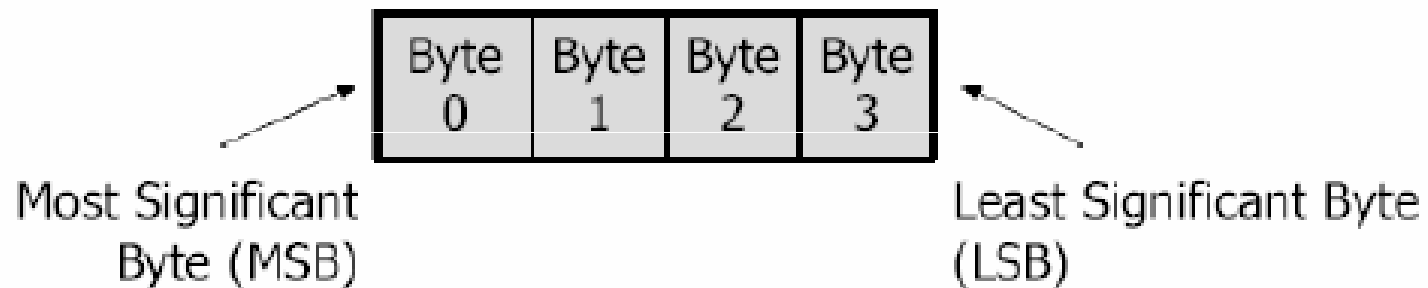 Byte Byte Byte Byte
0 1 2 3
Most Significant Least Significant Byte
Byte (MSB) (LSB)